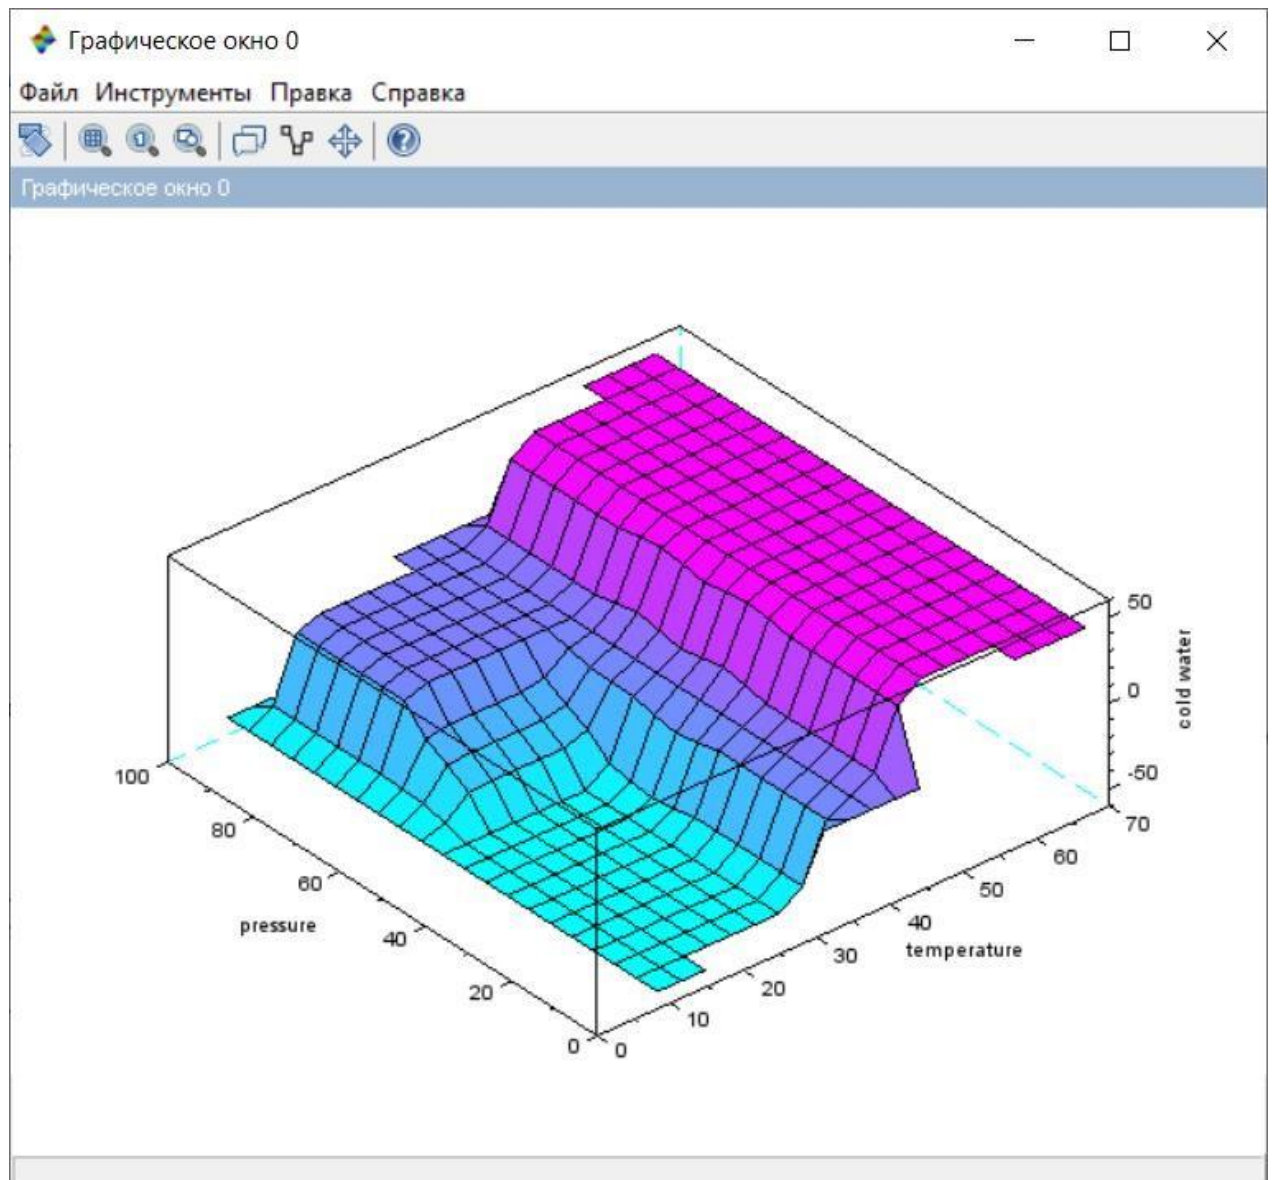 Графическое окно 0
Файл Инструменты Правка Справка
Графическое окно 0
50
0
-50
cold water
70
60
50
40
30
20
10
0
temperature
100
80
60
40
20
0
pressure